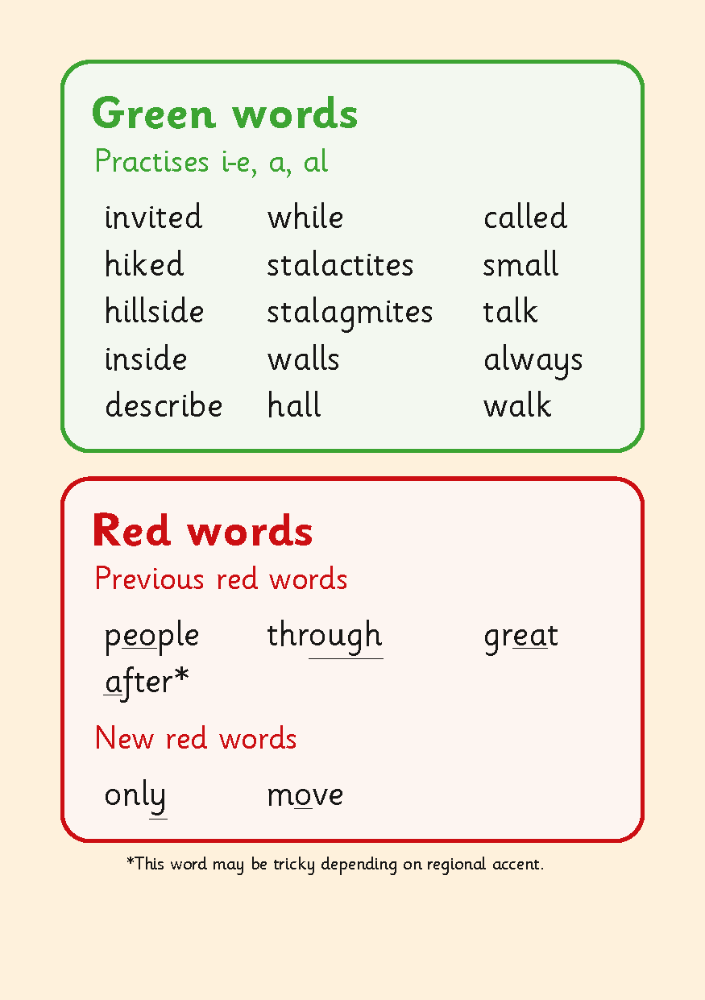 Green words
Practises i-e, a, al
invited while called
hiked stalactites small
hillside stalagmites talk
inside walls always
describe hall walk
Red words
Previous red words
people through great
after*
New red words
only move
*This word may be tricky depending on regional accent.